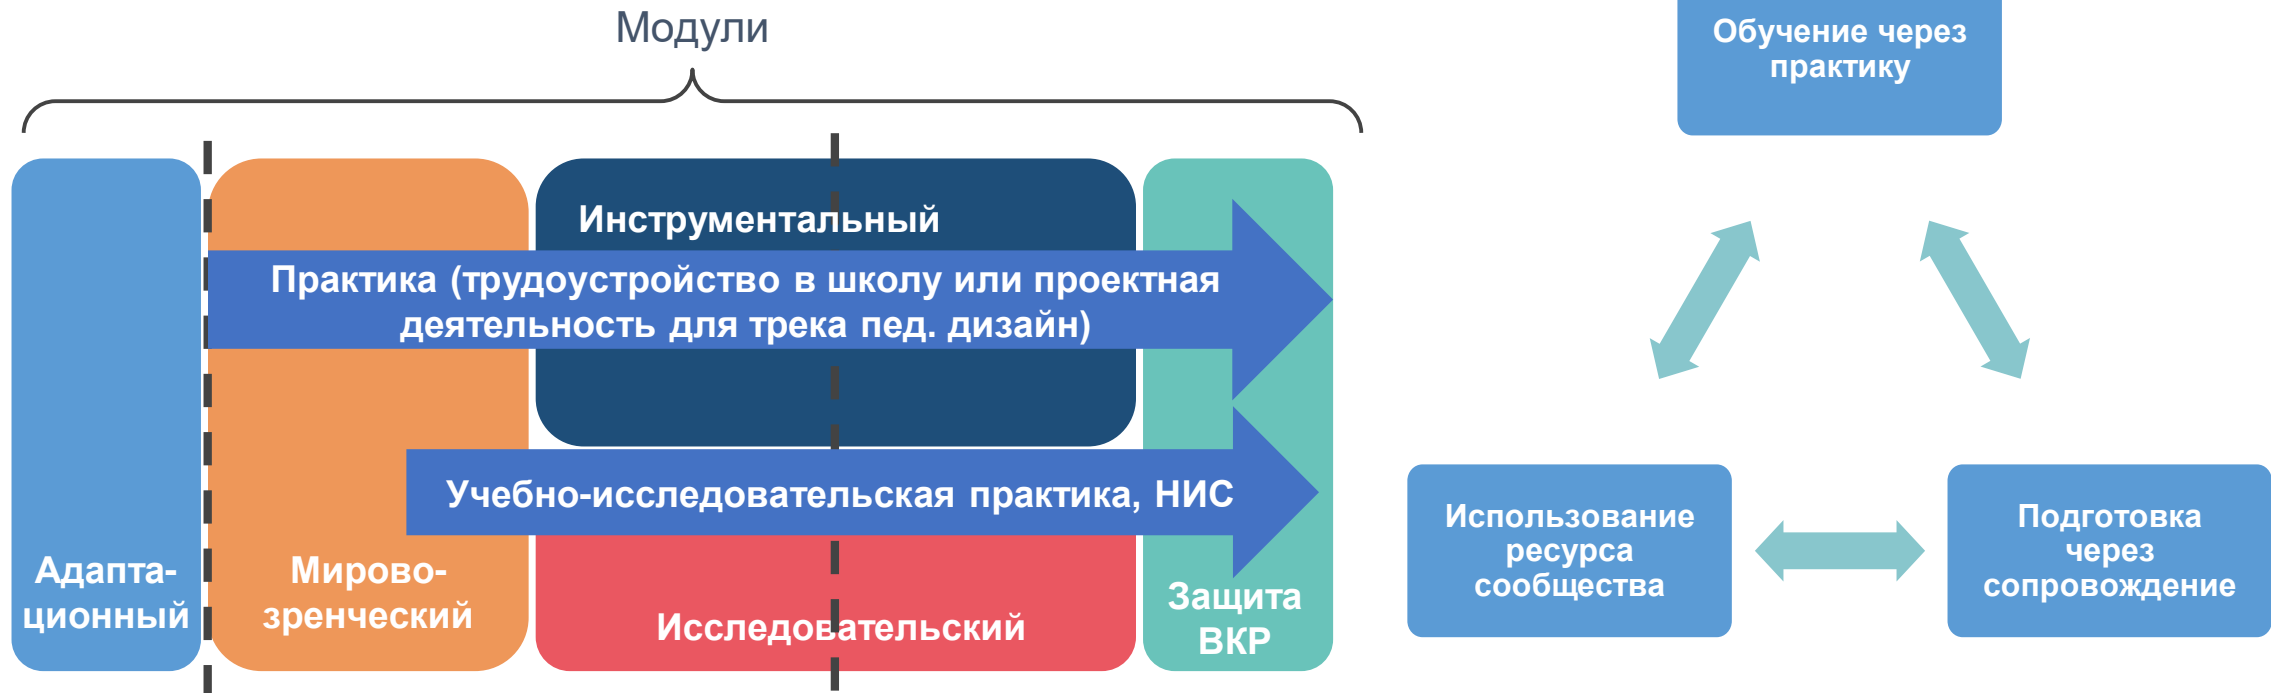 Модули
Инструментальный
Практика (трудоустройство в школу или проектная
деятельность для трека пед. дизайн)
Учебно-исследовательская практика, НИС
Адапта-
ционный
Мирово-
зренческий
Исследовательский
Защита
ВКР
Обучение через
практику
Использование
ресурса
сообщества
Подготовка
через
сопровождение